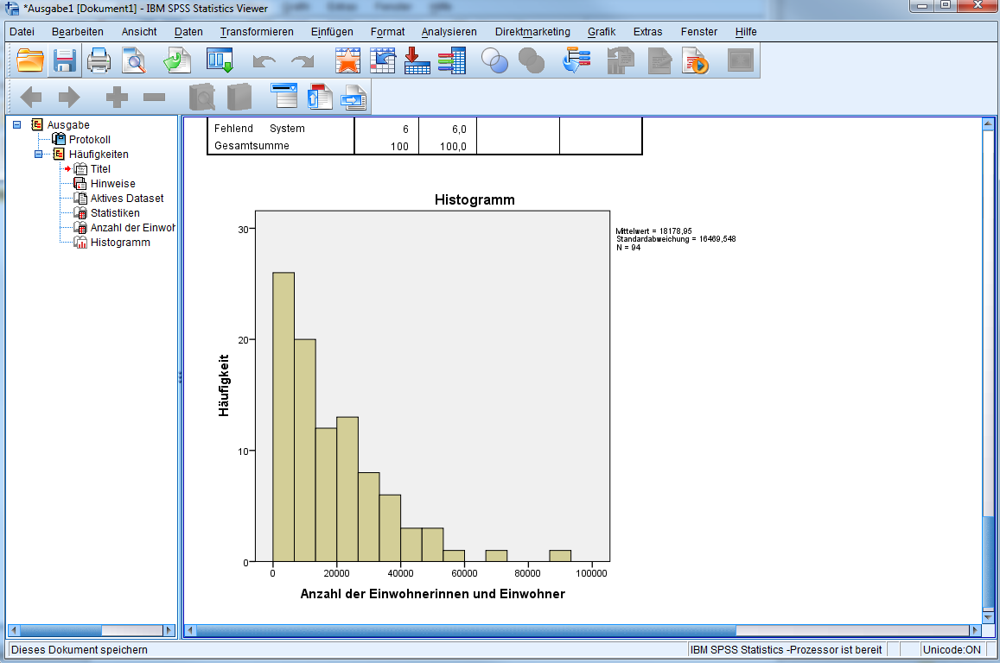 *Ausgabe1 [Dokument1] - IBM SPSS Statistics Viewer
Datei Bearbeiten Ansicht Daten Transformieren Einfügen Format Analysieren Direktmarketing Grafik Extras Fenster Hilfe
Ausgabe
Protokoll
Häufigkeiten
Titel
Hinweise
Aktives Dataset
Statistiken
Anzahl der Einwohr
Histogramm
Fehlend System 6 6,0
Gesamtsumme 100 100,0
Histogramm
Mittelwert = 18178,95
Standardabweichung = 16469,548
N = 94
Häufigkeit
30
20
10
0
0 20000 40000 60000 80000 100000
Anzahl der Einwohnerinnen und Einwohner
Dieses Dokument speichern IBM SPSS Statistics -Prozessor ist bereit Unicode:ON